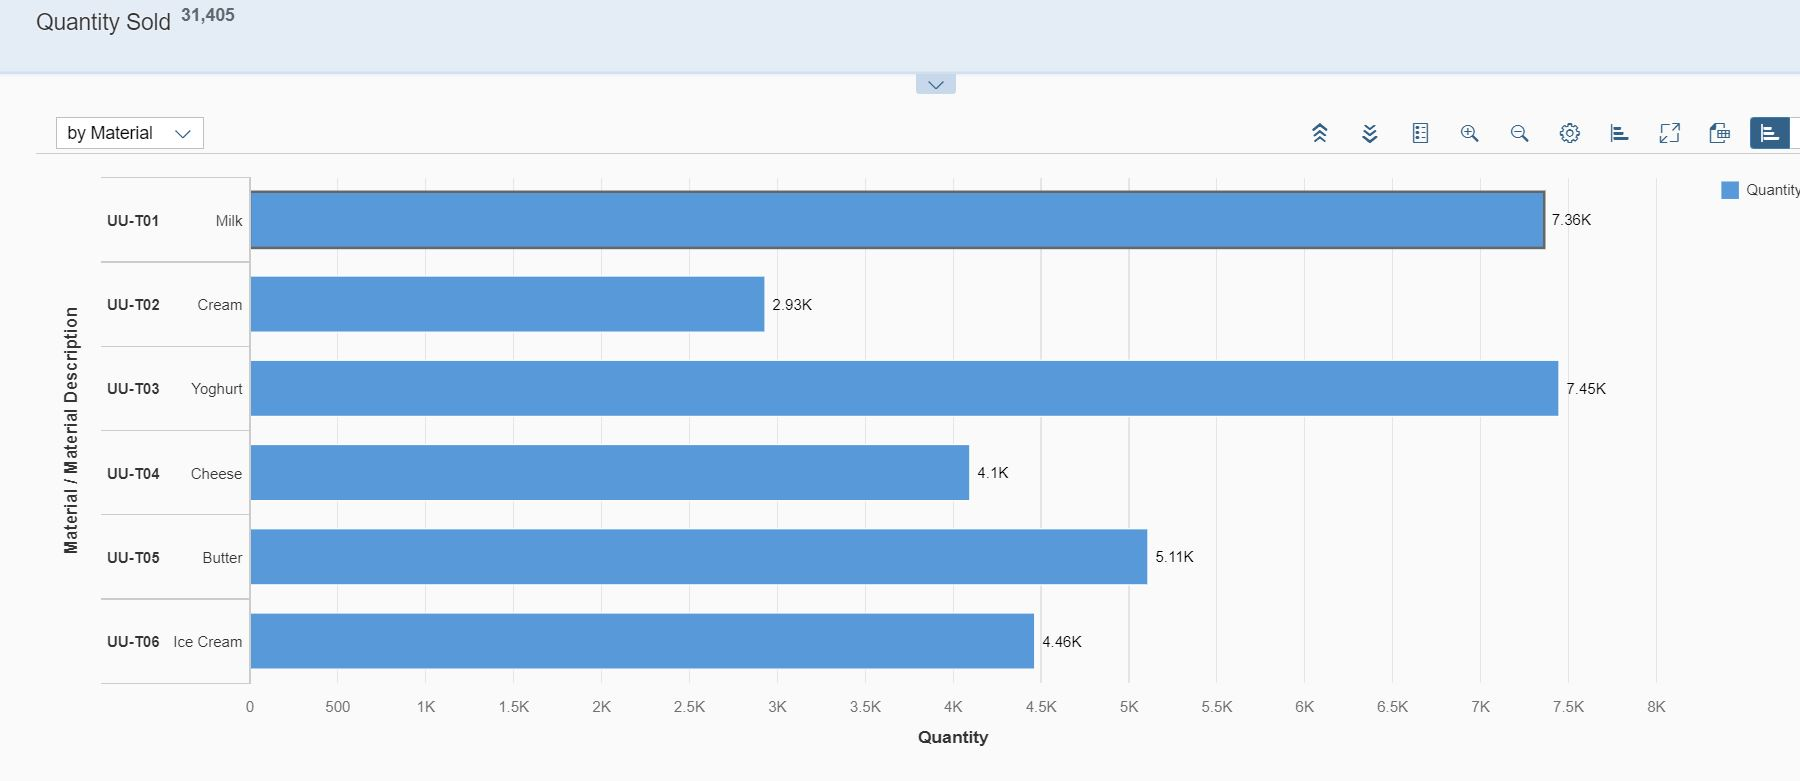 Quantity Sold 31,405
by Material
Quantity
UU-T01 Milk 7.36K
UU-T02 Cream 2.93K
UU-T03 Yoghurt 7.45K
UU-T04 Cheese 4.1K
UU-T05 Butter 5.11K
UU-T06 Ice Cream 4.46K
Material / Material Description
0 500 1K 1.5K 2K 2.5K 3K 3.5K 4K 4.5K 5K 5.5K 6K 6.5K 7K 7.5K 8K
Quantity